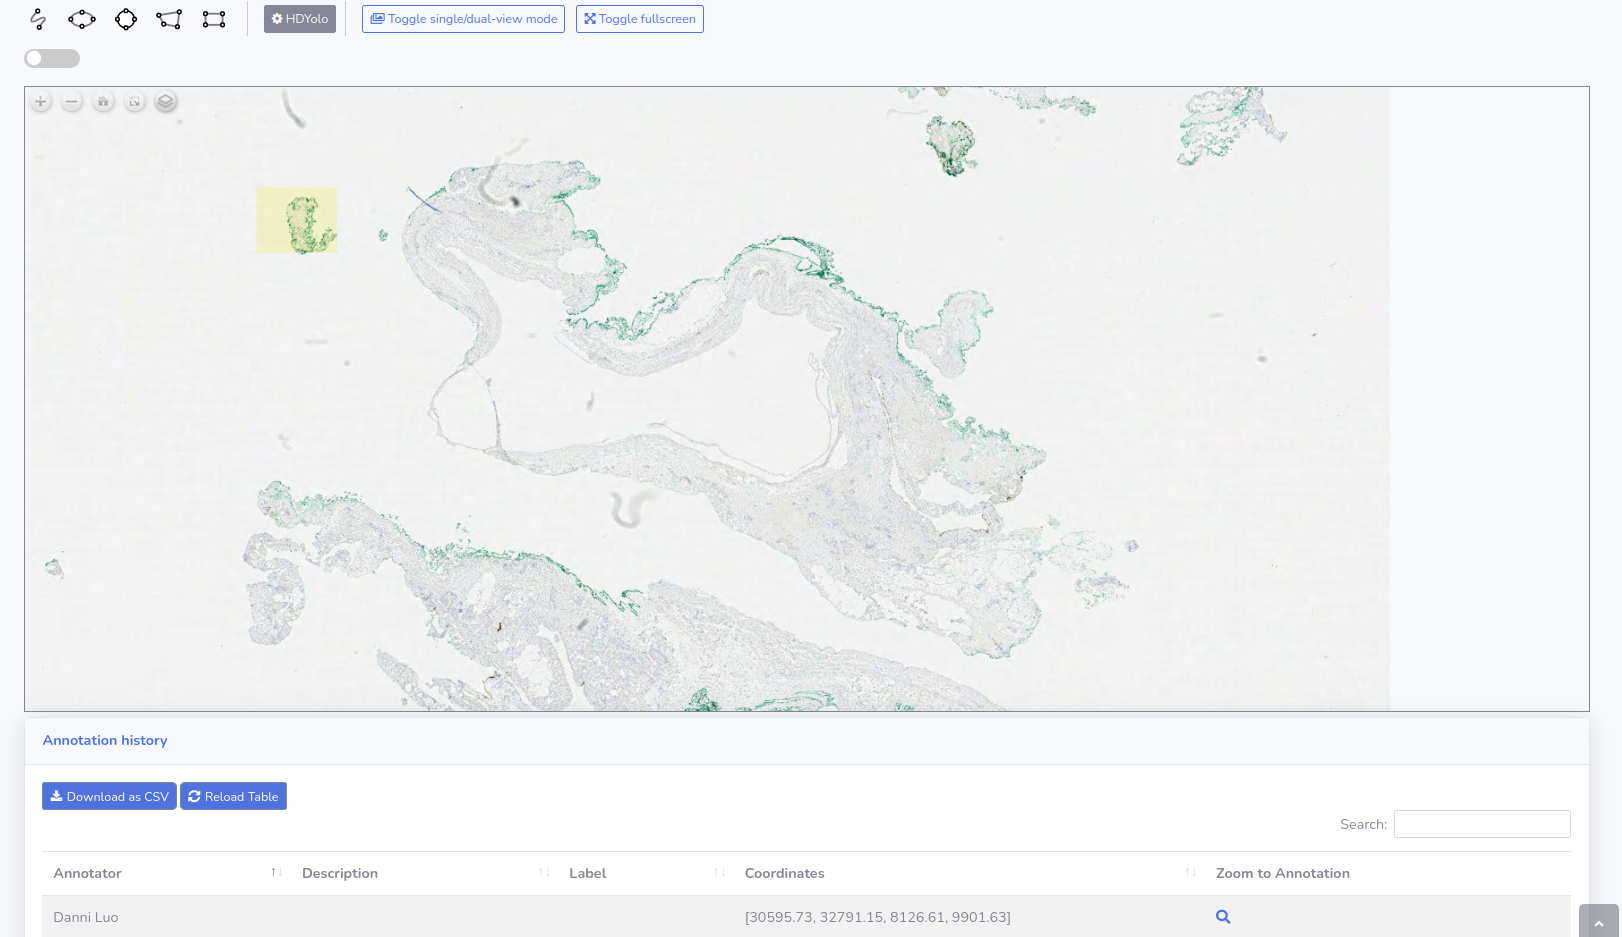 HDYolo
Toggle single/dual-view mode
Toggle fullscreen
Annotation history
Download as CSV
Reload Table
Search:
Annotator
Description
Label
Coordinates
Zoom to Annotation
Danni Luo
[30595.73, 32791.15, 8126.61, 9901.63]